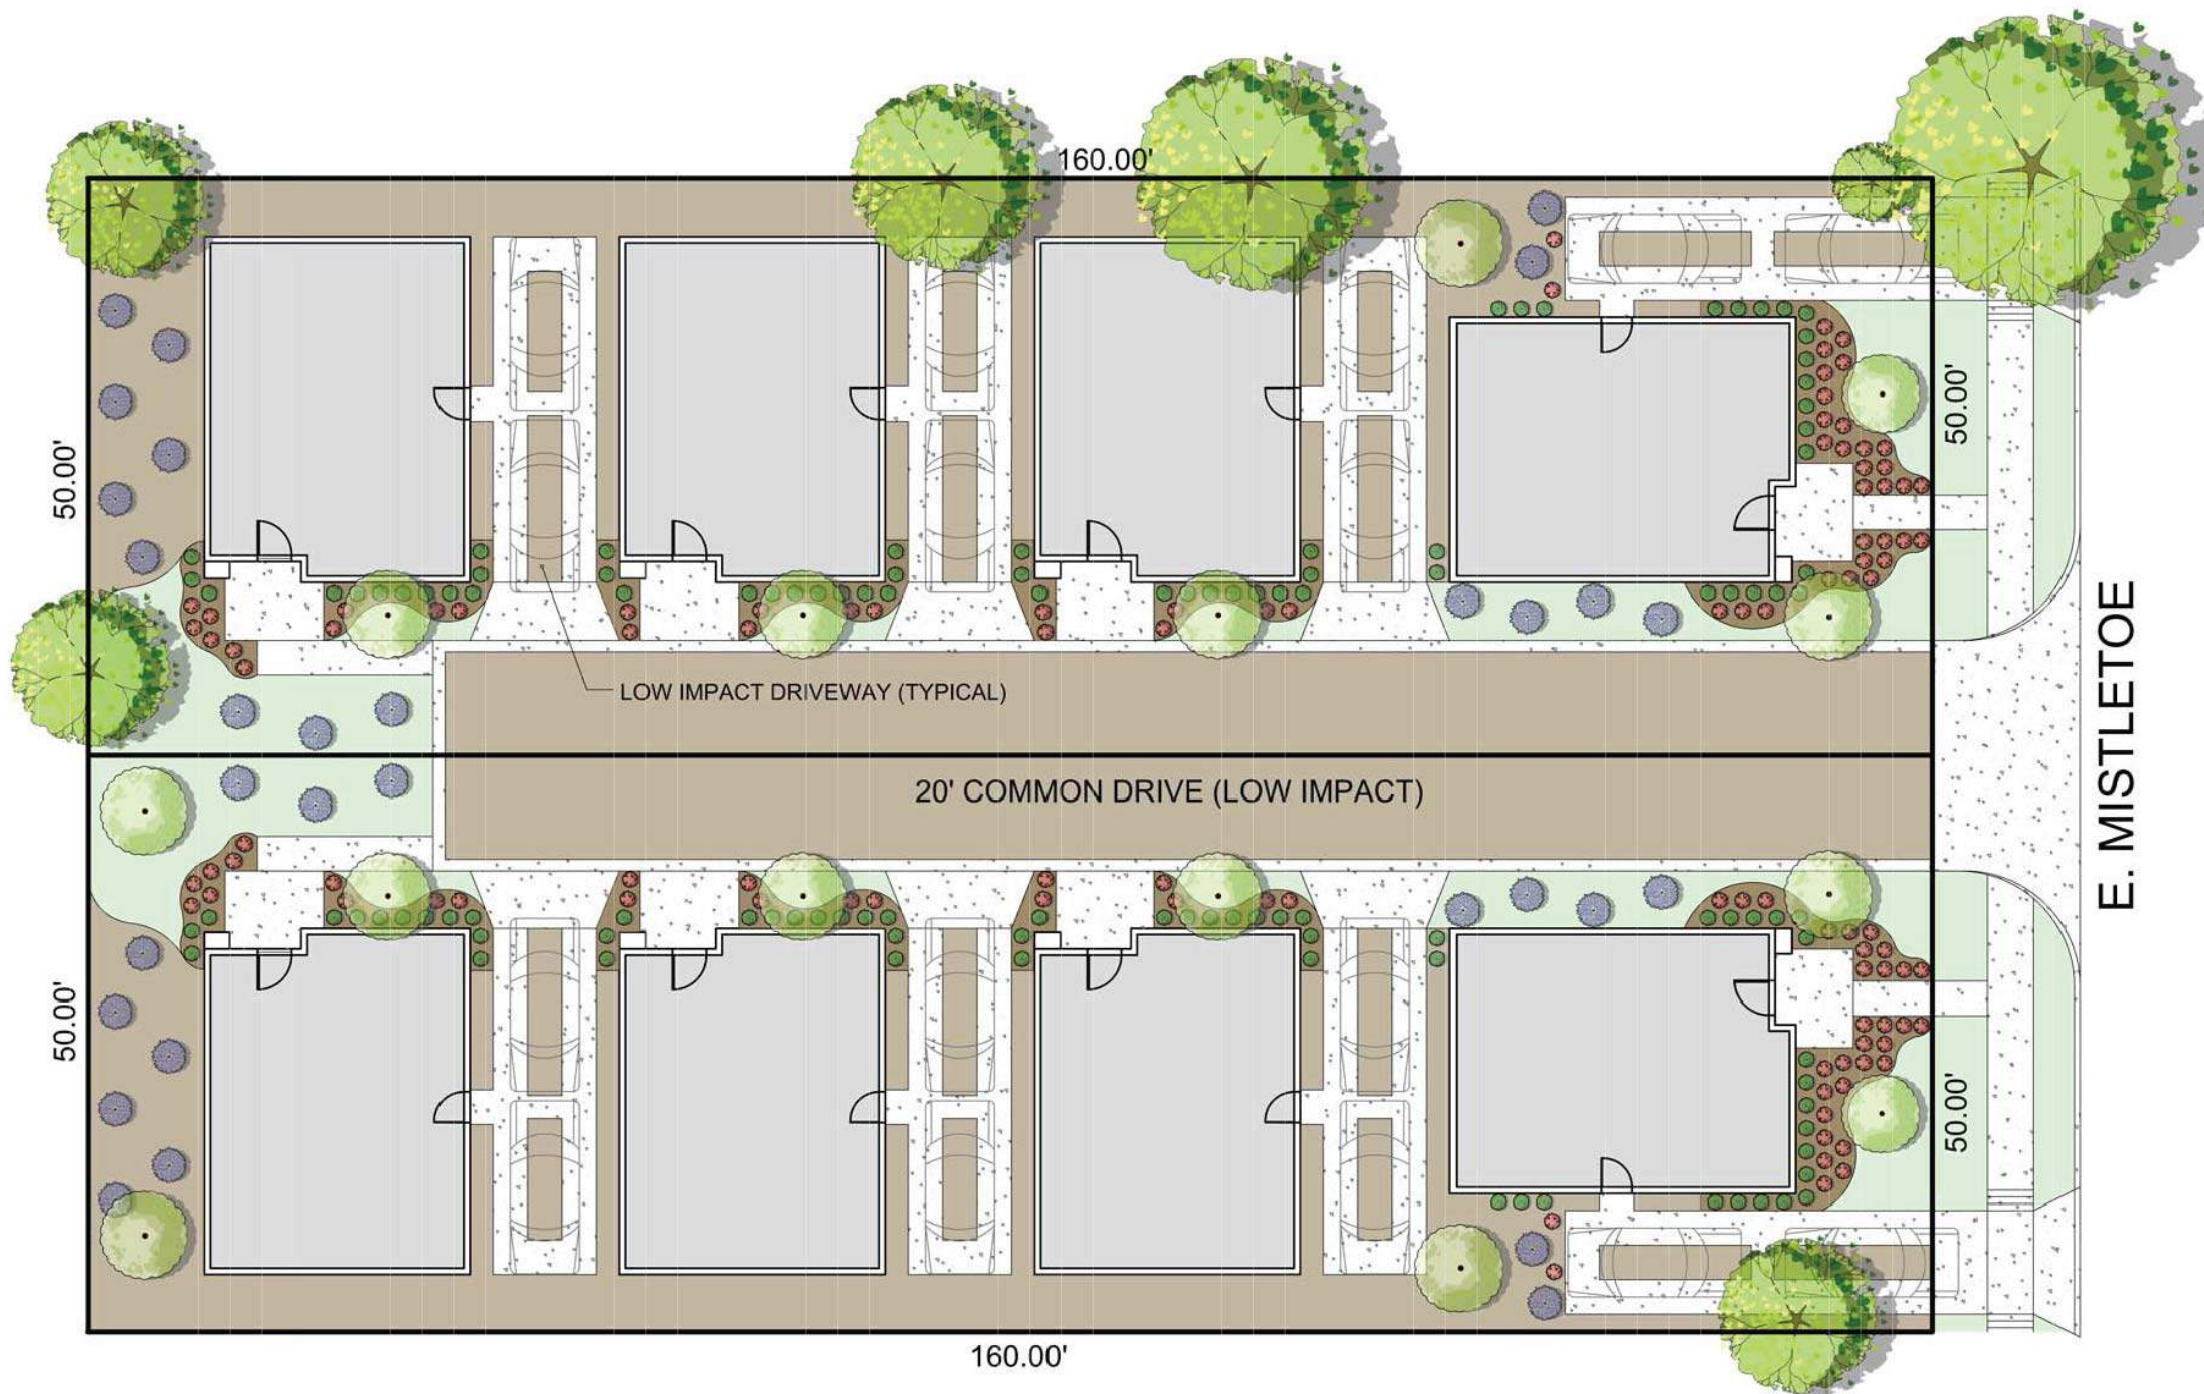 160.00'
50.00'
50.00'
LOW IMPACT DRIVEWAY (TYPICAL)
20' COMMON DRIVE (LOW IMPACT)
E. MISTLETOE
50.00'
50.00'
160.00'